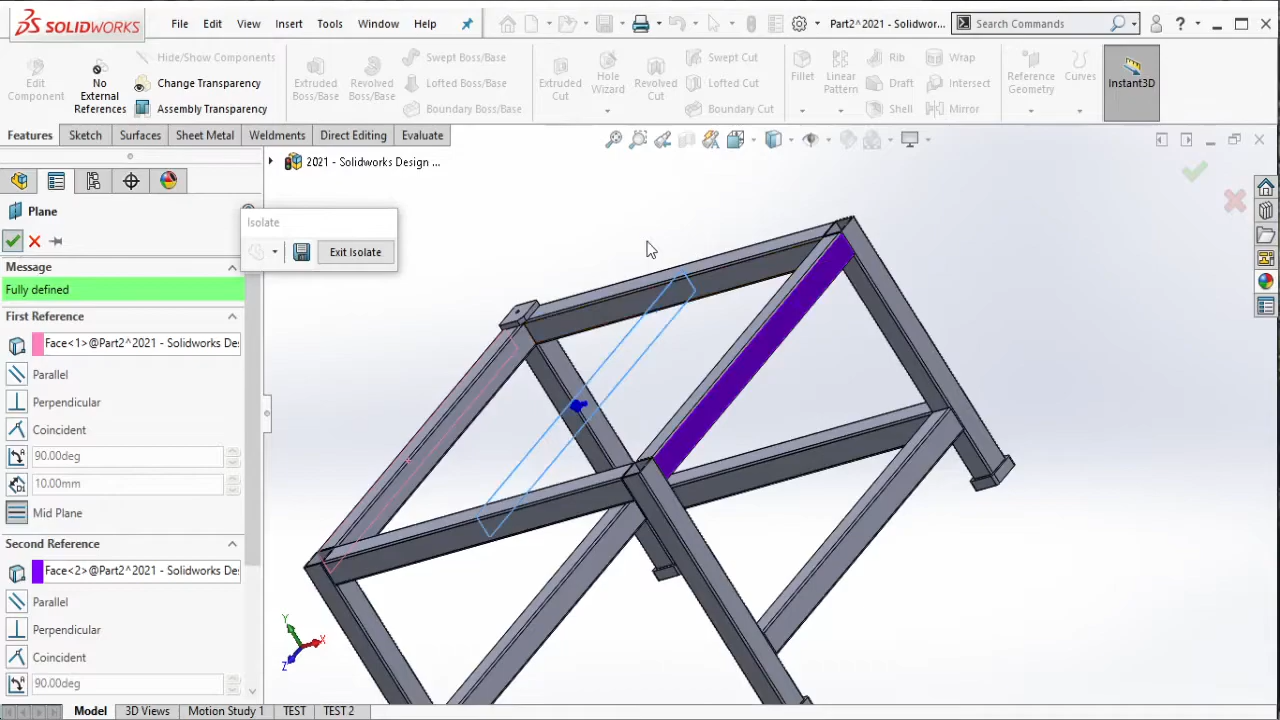 SOLIDWORKS
File Edit View Insert Tools Window Help
Part2^2021 - Solidwor...
Search Commands
?
Edit Component
No External References
Hide/Show Components
Change Transparency
Assembly Transparency
Extruded Boss/Base
Revolved Boss/Base
Swept Boss/Base
Lofted Boss/Base
Boundary Boss/Base
Extruded Cut
Hole Wizard
Revolved Cut
Swept Cut
Lofted Cut
Boundary Cut
Fillet
Linear Pattern
Rib
Draft
Shell
Wrap
Intersect
Mirror
Reference Geometry
Curves
Instant3D
Features Sketch Surfaces Sheet Metal Weldments Direct Editing Evaluate
2021 - Solidworks Design ...
Plane
Isolate
Exit Isolate
Message
Fully defined
First Reference
Face<1>@Part2^2021 - Solidworks De
Parallel
Perpendicular
Coincident
90.00deg
10.00mm
Mid Plane
Second Reference
Face<2>@Part2^2021 - Solidworks De
Parallel
Perpendicular
Coincident
90.00deg
Y
X
Z
Model 3D Views Motion Study 1 TEST TEST 2